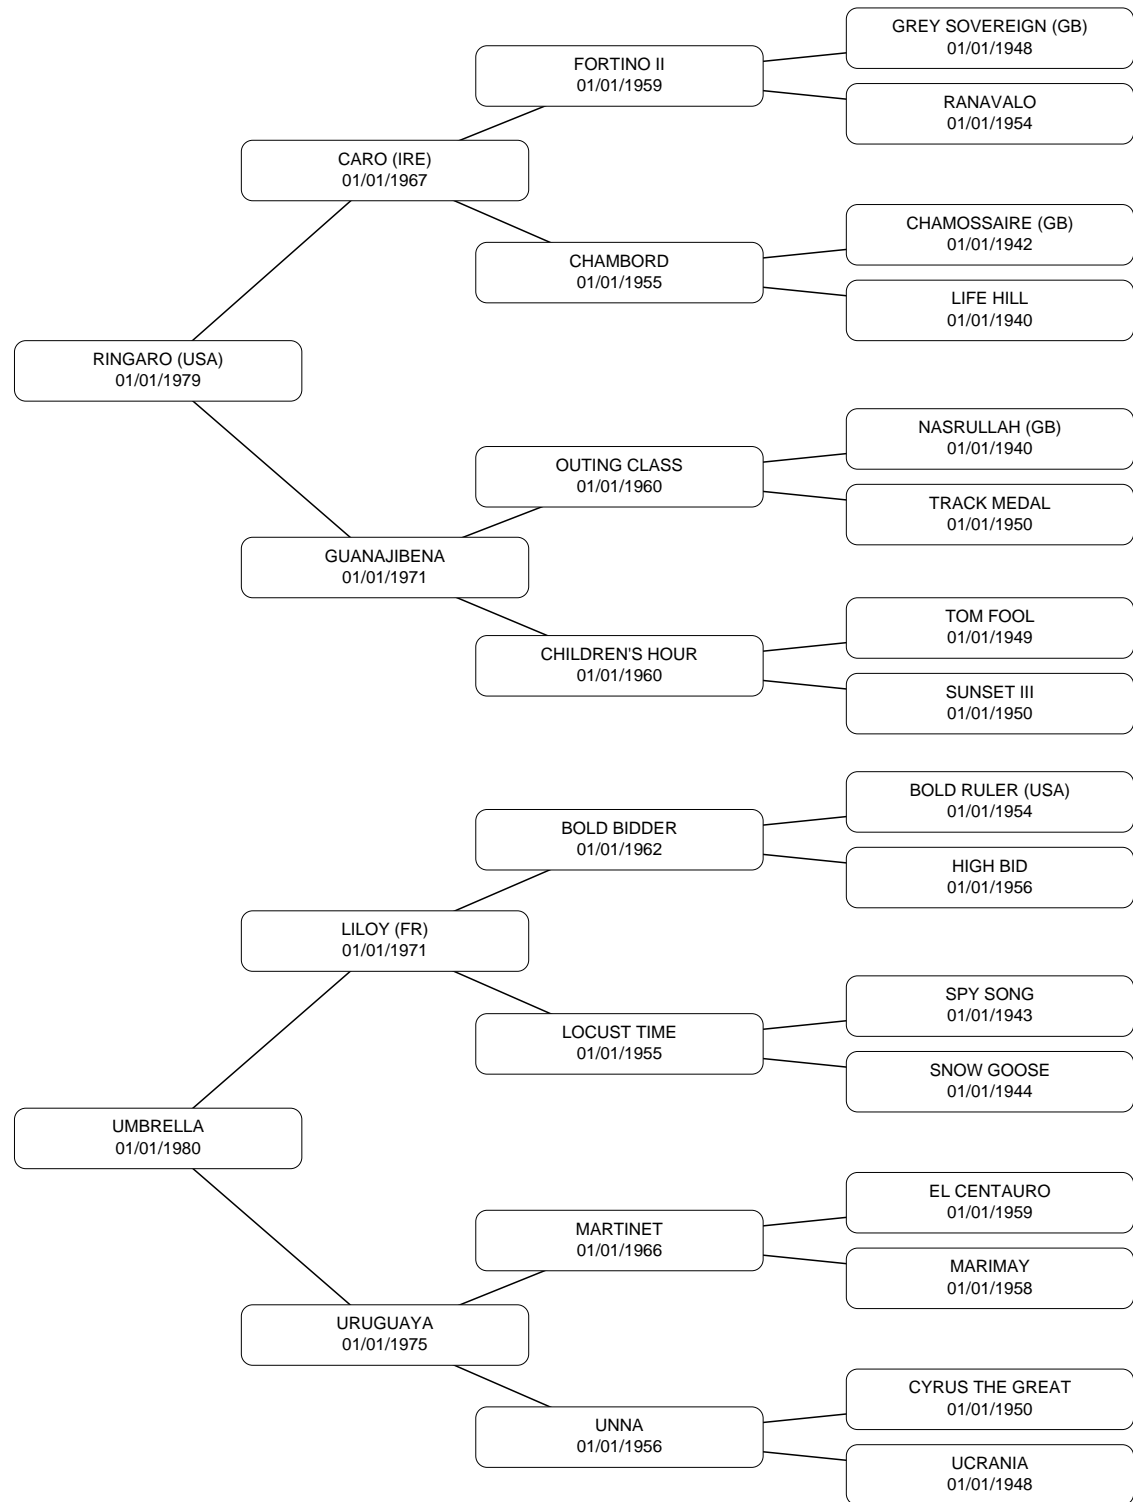 GREY SOVEREIGN (GB)
01/01/1948
FORTINO II
01/01/1959
RANAVALO
01/01/1954
CARO (IRE)
01/01/1967
CHAMOSSAIRE (GB)
01/01/1942
CHAMBORD
01/01/1955
LIFE HILL
01/01/1940
RINGARO (USA)
01/01/1979
NASRULLAH (GB)
01/01/1940
OUTING CLASS
01/01/1960
TRACK MEDAL
01/01/1950
GUANAJIBENA
01/01/1971
TOM FOOL
01/01/1949
CHILDREN'S HOUR
01/01/1960
SUNSET III
01/01/1950
BOLD RULER (USA)
01/01/1954
BOLD BIDDER
01/01/1962
HIGH BID
01/01/1956
LILOY (FR)
01/01/1971
SPY SONG
01/01/1943
LOCUST TIME
01/01/1955
SNOW GOOSE
01/01/1944
UMBRELLA
01/01/1980
EL CENTAURO
01/01/1959
MARTINET
01/01/1966
MARIMAY
01/01/1958
URUGUAYA
01/01/1975
CYRUS THE GREAT
01/01/1950
UNNA
01/01/1956
UCRANIA
01/01/1948